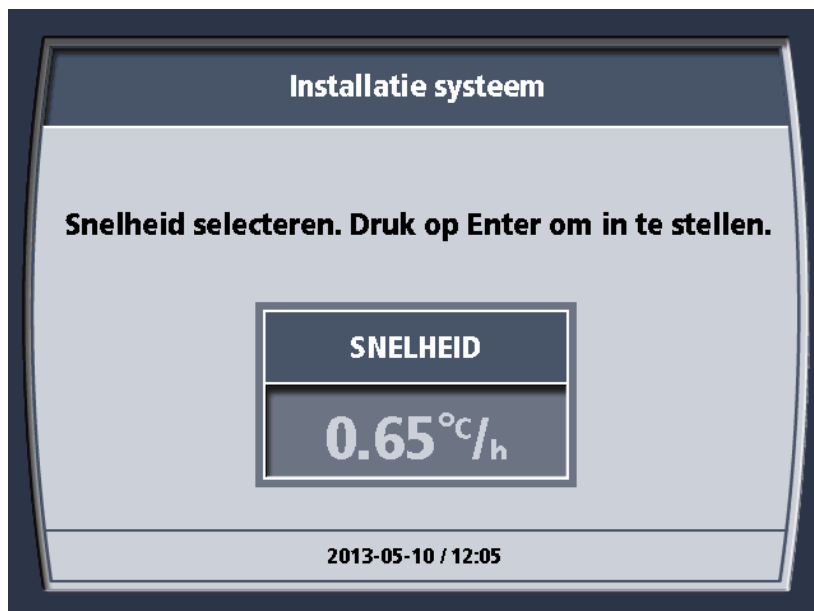 Installatie systeem
Snelheid selecteren. Druk op Enter om in te stellen.
SNELHEID
0.65°C/h
2013-05-10 / 12:05